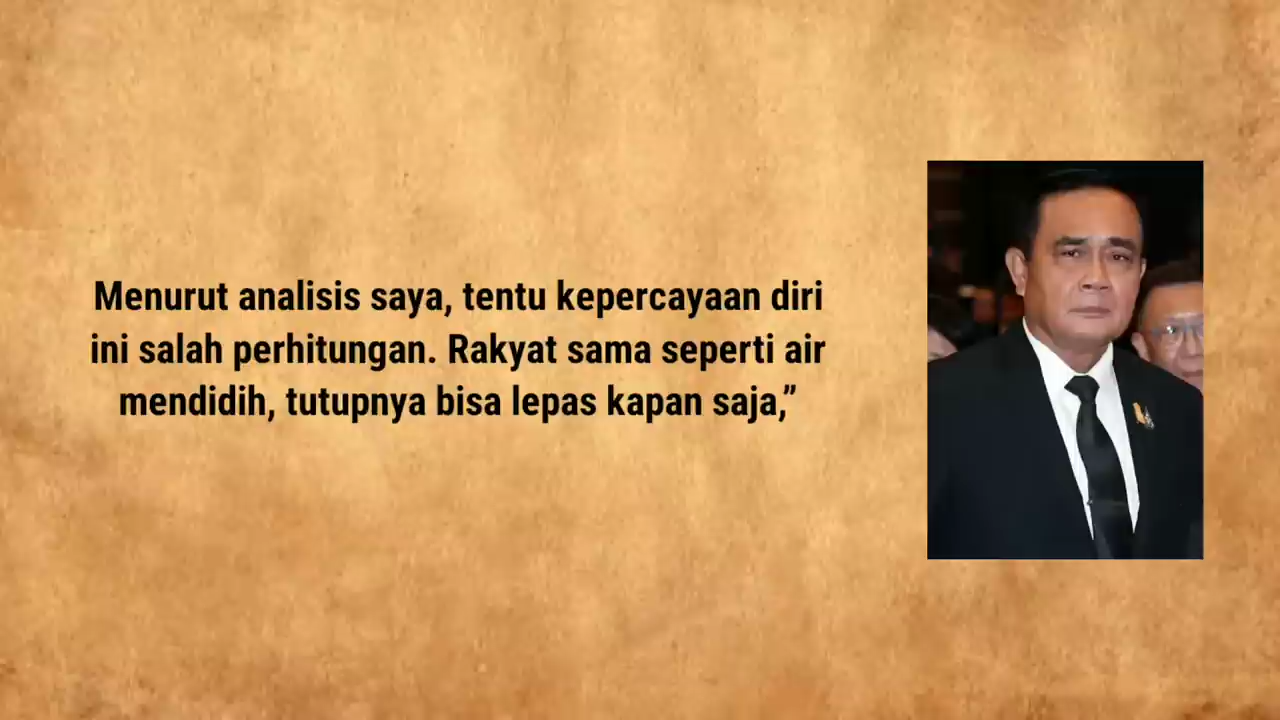 Menurut analisis saya, tentu kepercayaan diri
ini salah perhitungan. Rakyat sama seperti air
mendidih, tutupnya bisa lepas kapan saja,”